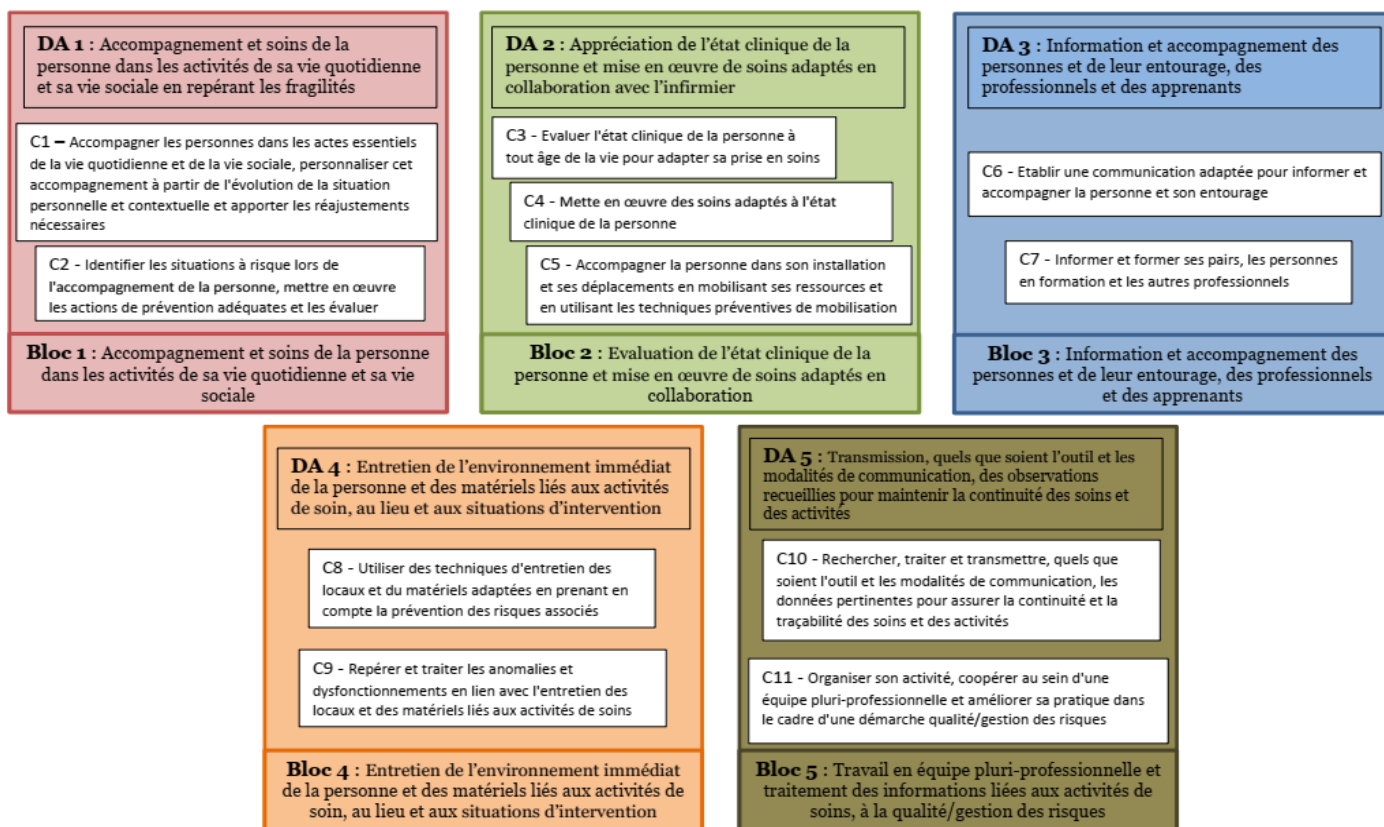 DA 1 : Accompagnement et soins de la
personne dans les activités de sa vie quotidienne
et sa vie sociale en repérant les fragilités
C1 – Accompagner les personnes dans les actes essentiels
de la vie quotidienne et de la vie sociale, personnaliser cet
accompagnement à partir de l'évolution de la situation
personnelle et contextuelle et apporter les réajustements
nécessaires
C2 - Identifier les situations à risque lors de
l'accompagnement de la personne, mettre en œuvre
les actions de prévention adéquates et les évaluer
Bloc 1 : Accompagnement et soins de la personne
dans les activités de sa vie quotidienne et sa vie
sociale
DA 2 : Appréciation de l'état clinique de la
personne et mise en œuvre de soins adaptés en
collaboration avec l'infirmier
C3 - Evaluer l'état clinique de la personne à
tout âge de la vie pour adapter sa prise en soins
C4 - Mette en œuvre des soins adaptés à l'état
clinique de la personne
C5 - Accompagner la personne dans son installation
et ses déplacements en mobilisant ses ressources et
en utilisant les techniques préventives de mobilisation
Bloc 2 : Evaluation de l'état clinique de la
personne et mise en œuvre de soins adaptés en
collaboration
DA 3 : Information et accompagnement des
personnes et de leur entourage, des
professionnels et des apprenants
C6 - Etablir une communication adaptée pour informer et
accompagner la personne et son entourage
C7 - Informer et former ses pairs, les personnes
en formation et les autres professionnels
Bloc 3 : Information et accompagnement des
personnes et de leur entourage, des professionnels
et des apprenants
DA 4 : Entretien de l'environnement immédiat
de la personne et des matériels liés aux activités
de soin, au lieu et aux situations d'intervention
C8 - Utiliser des techniques d'entretien des
locaux et du matériels adaptées en prenant en
compte la prévention des risques associés
C9 - Repérer et traiter les anomalies et
dysfonctionnements en lien avec l'entretien des
locaux et des matériels liés aux activités de soins
Bloc 4 : Entretien de l'environnement immédiat
de la personne et des matériels liés aux activités de
soin, au lieu et aux situations d'intervention
DA 5 : Transmission, quels que soient l'outil et les
modalités de communication, des observations
recueillies pour maintenir la continuité des soins et
des activités
C10 - Rechercher, traiter et transmettre, quels que
soient l'outil et les modalités de communication, les
données pertinentes pour assurer la continuité et la
traçabilité des soins et des activités
C11 - Organiser son activité, coopérer au sein d'une
équipe pluri-professionnelle et améliorer sa pratique dans
le cadre d'une démarche qualité/gestion des risques
Bloc 5 : Travail en équipe pluri-professionnelle et
traitement des informations liées aux activités de
soins, à la qualité/gestion des risques